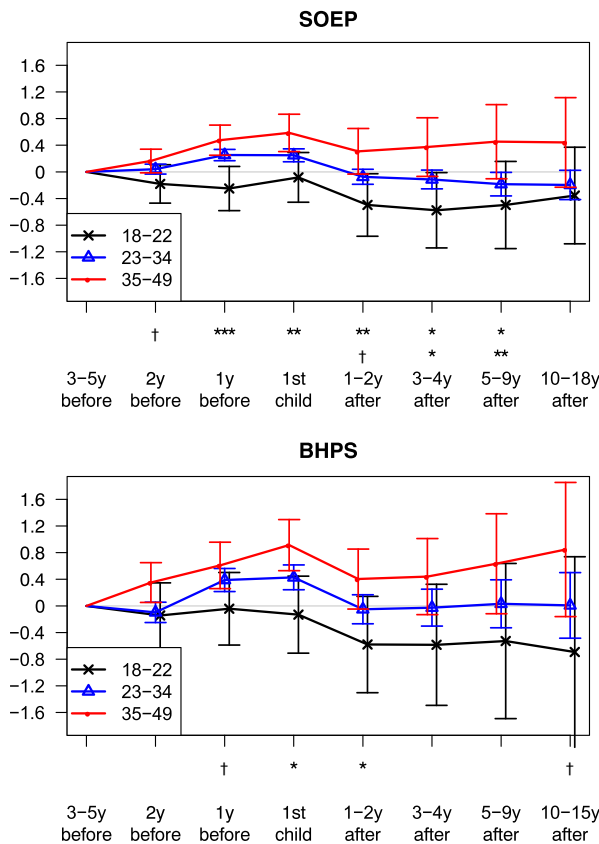 SOEP
1.6
1.2
0.8
0.4
0
−0.4
−0.8
−1.2
−1.6
18−22
23−34
35−49
† *** ** ** * *
† * **
3−5y 2y 1y 1st 1−2y 3−4y 5−9y 10−18y
before before before child after after after after
BHPS
1.6
1.2
0.8
0.4
0
−0.4
−0.8
−1.2
−1.6
18−22
23−34
35−49
† * * †
3−5y 2y 1y 1st 1−2y 3−4y 5−9y 10−15y
before before before child after after after after